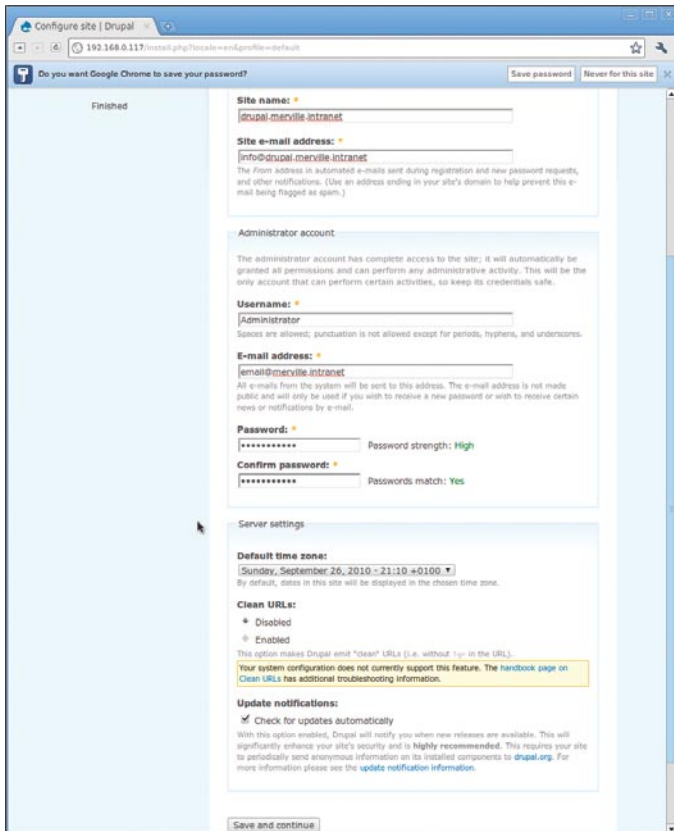 Configure site | Drupal
192.168.0.117/install.php?locale=en&profile=default
Do you want Google Chrome to save your password?
Save password
Never for this site
Finished
Site name: *
drupal.merville.intranet
Site e-mail address: *
info@drupal.merville.intranet
The From address in automated e-mails sent during registration and new password requests,
and other notifications. (Use an address ending in your site's domain to help prevent this e-
mail being flagged as spam.)
Administrator account
The administrator account has complete access to the site; it will automatically be
granted all permissions and can perform any administrative activity. This will be the
only account that can perform certain activities, so keep its credentials safe.
Username: *
Administrator
Spaces are allowed; punctuation is not allowed except for periods, hyphens, and underscores.
E-mail address: *
email@merville.intranet
All e-mails from the system will be sent to this address. The e-mail address is not made
public and will only be used if you wish to receive a new password or wish to receive certain
news or notifications by e-mail.
Password: *
•••••••••••
Password strength: High
Confirm password: *
•••••••••••
Passwords match: Yes
Server settings
Default time zone:
Sunday, September 26, 2010 - 21:10 +0100
By default, dates in this site will be displayed in the chosen time zone.
Clean URLs:
Disabled
Enabled
This option makes Drupal emit "clean" URLs (i.e. without ?q= in the URL).
Your system configuration does not currently support this feature. The handbook page on
Clean URLs has additional troubleshooting information.
Update notifications:
Check for updates automatically
With this option enabled, Drupal will notify you when new releases are available. This will
significantly enhance your site's security and is highly recommended. This requires your site
to periodically send anonymous information on its installed components to drupal.org. For
more information please see the update notification information.
Save and continue